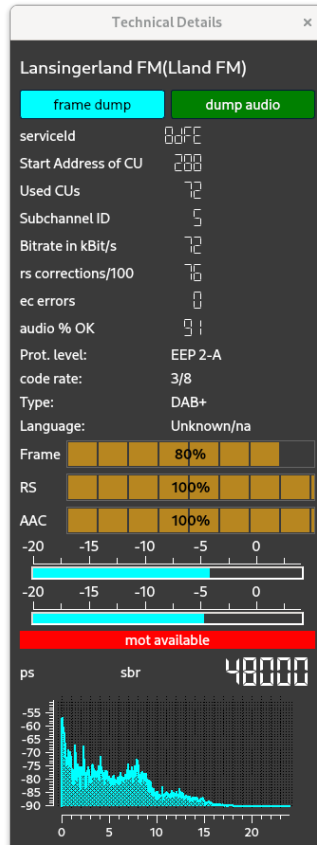 Technical Details ×
Lansingerland FM(Lland FM)
frame dump dump audio
serviceId 8dFE
Start Address of CU 288
Used CUs 72
Subchannel ID 5
Bitrate in kBit/s 72
rs corrections/100 76
ec errors 0
audio % OK 91
Prot. level: EEP 2-A
code rate: 3/8
Type: DAB+
Language: Unknown/na
Frame 80%
RS 100%
AAC 100%
-20 -15 -10 -5 0
-20 -15 -10 -5 0
mot available
ps sbr 48000
-55
-60
-65
-70
-75
-80
-85
-90
0 5 10 15 20